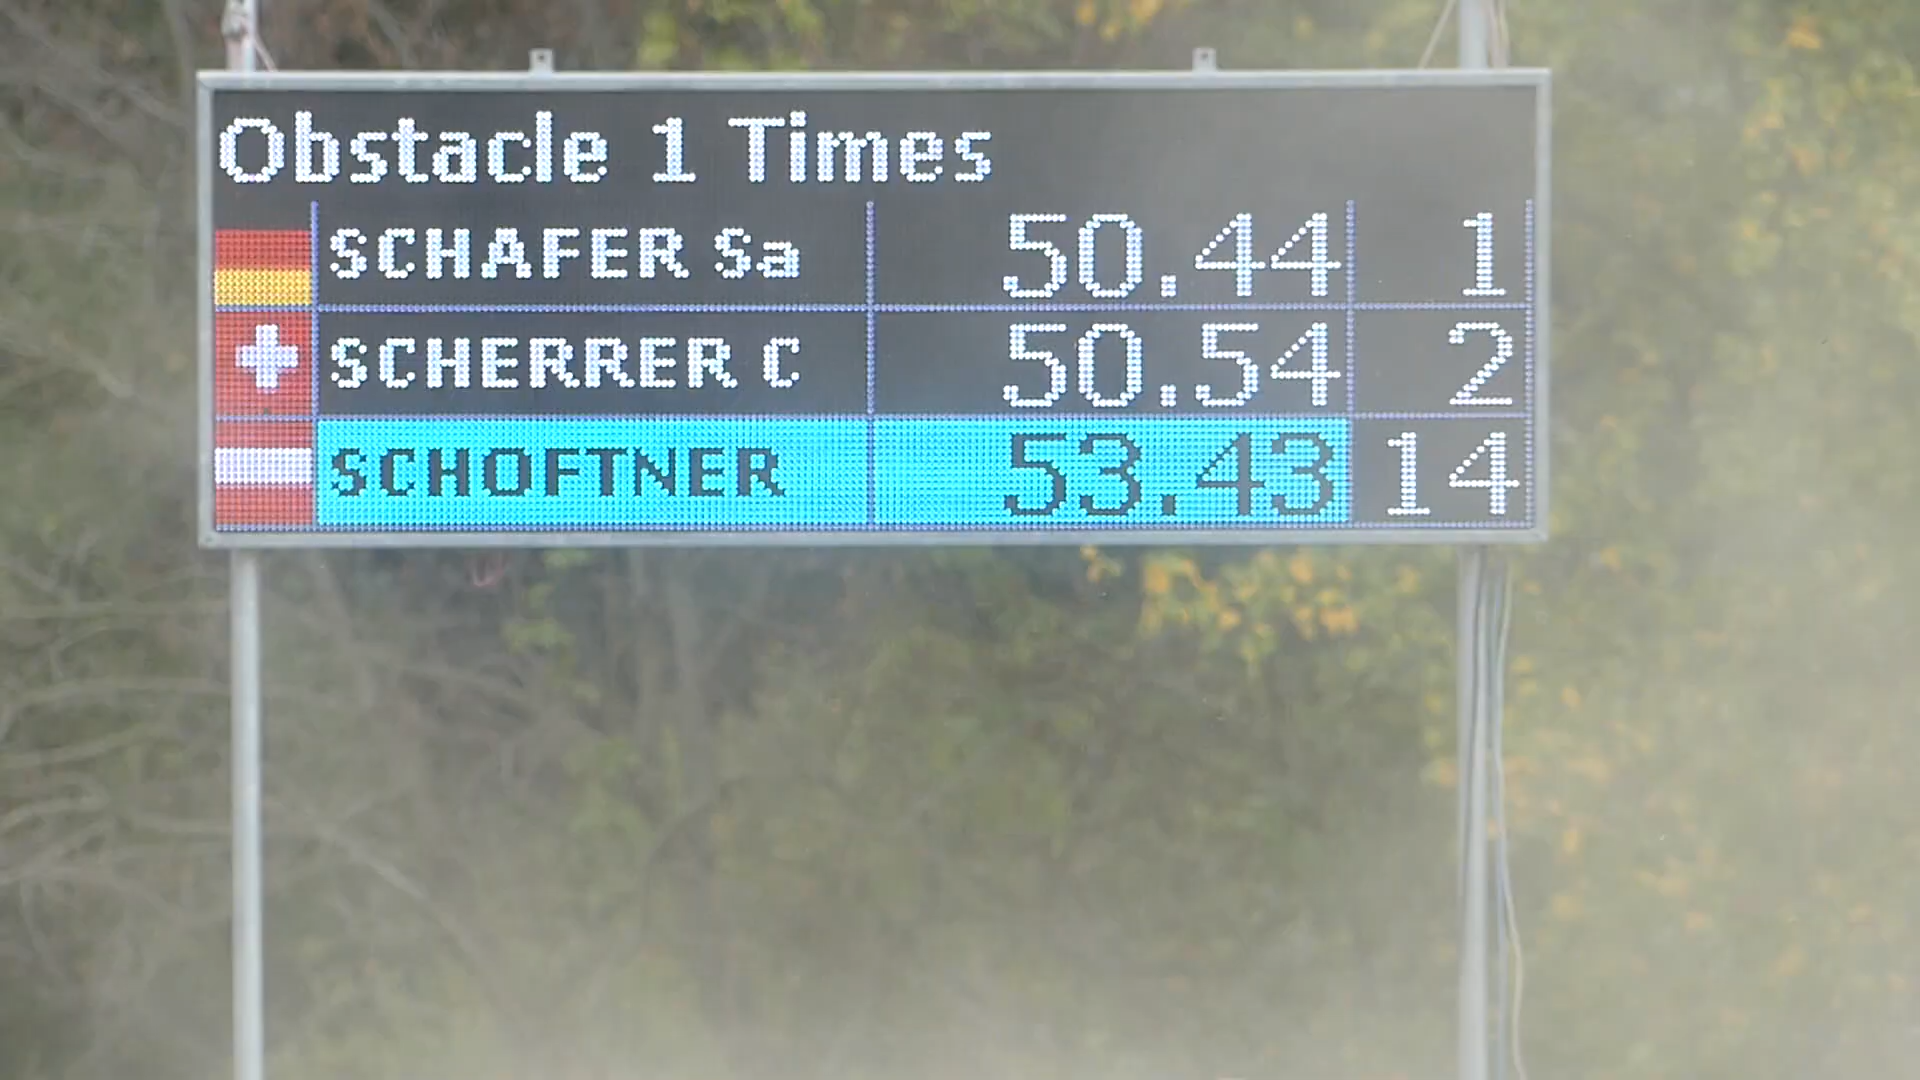 Obstacle 1 Times
SCHAFER Sa 50.44 1
SCHERRER C 50.54 2
SCHOFTNER 53.43 14